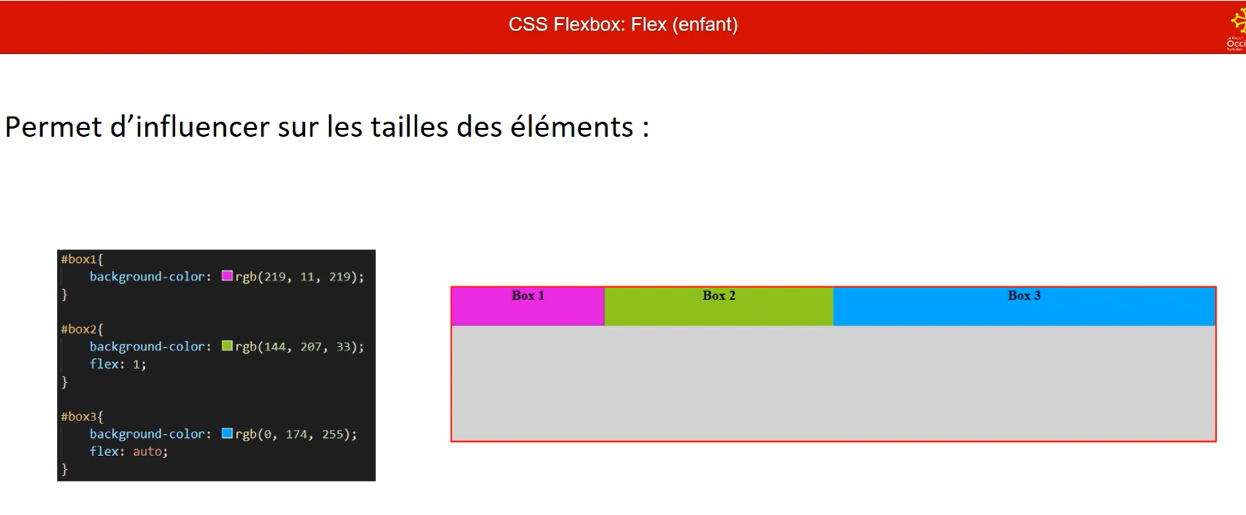 CSS Flexbox: Flex (enfant)
Occi
Permet d’influencer sur les tailles des éléments :
#box1{
background-color: rgb(219, 11, 219);
}
#box2{
background-color: rgb(144, 207, 33);
flex: 1;
}
#box3{
background-color: rgb(0, 174, 255);
flex: auto;
}
Box 1
Box 2
Box 3